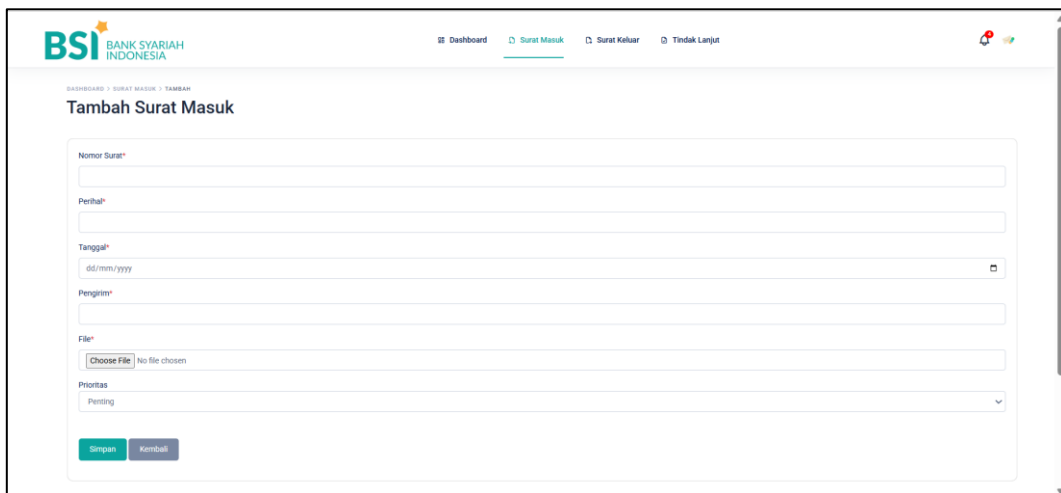 BSI BANK SYARIAH
INDONESIA
Dashboard Surat Masuk Surat Keluar Tindak Lanjut
DASHBOARD > SURAT MASUK > TAMBAH
Tambah Surat Masuk
Nomor Surat*
Perihal*
Tanggal*
dd/mm/yyyy
Pengirim*
File*
Choose File No file chosen
Prioritas
Penting
Simpan Kembali